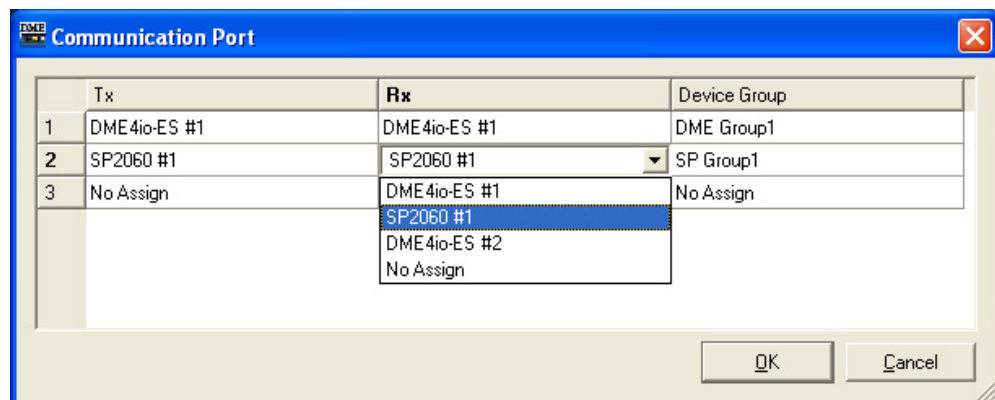 DME Communication Port
Tx Rx Device Group
1 DME4io-ES #1 DME4io-ES #1 DME Group1
2 SP2060 #1 SP2060 #1 SP Group1
3 No Assign DME4io-ES #1 No Assign
SP2060 #1
DME4io-ES #2
No Assign
OK Cancel